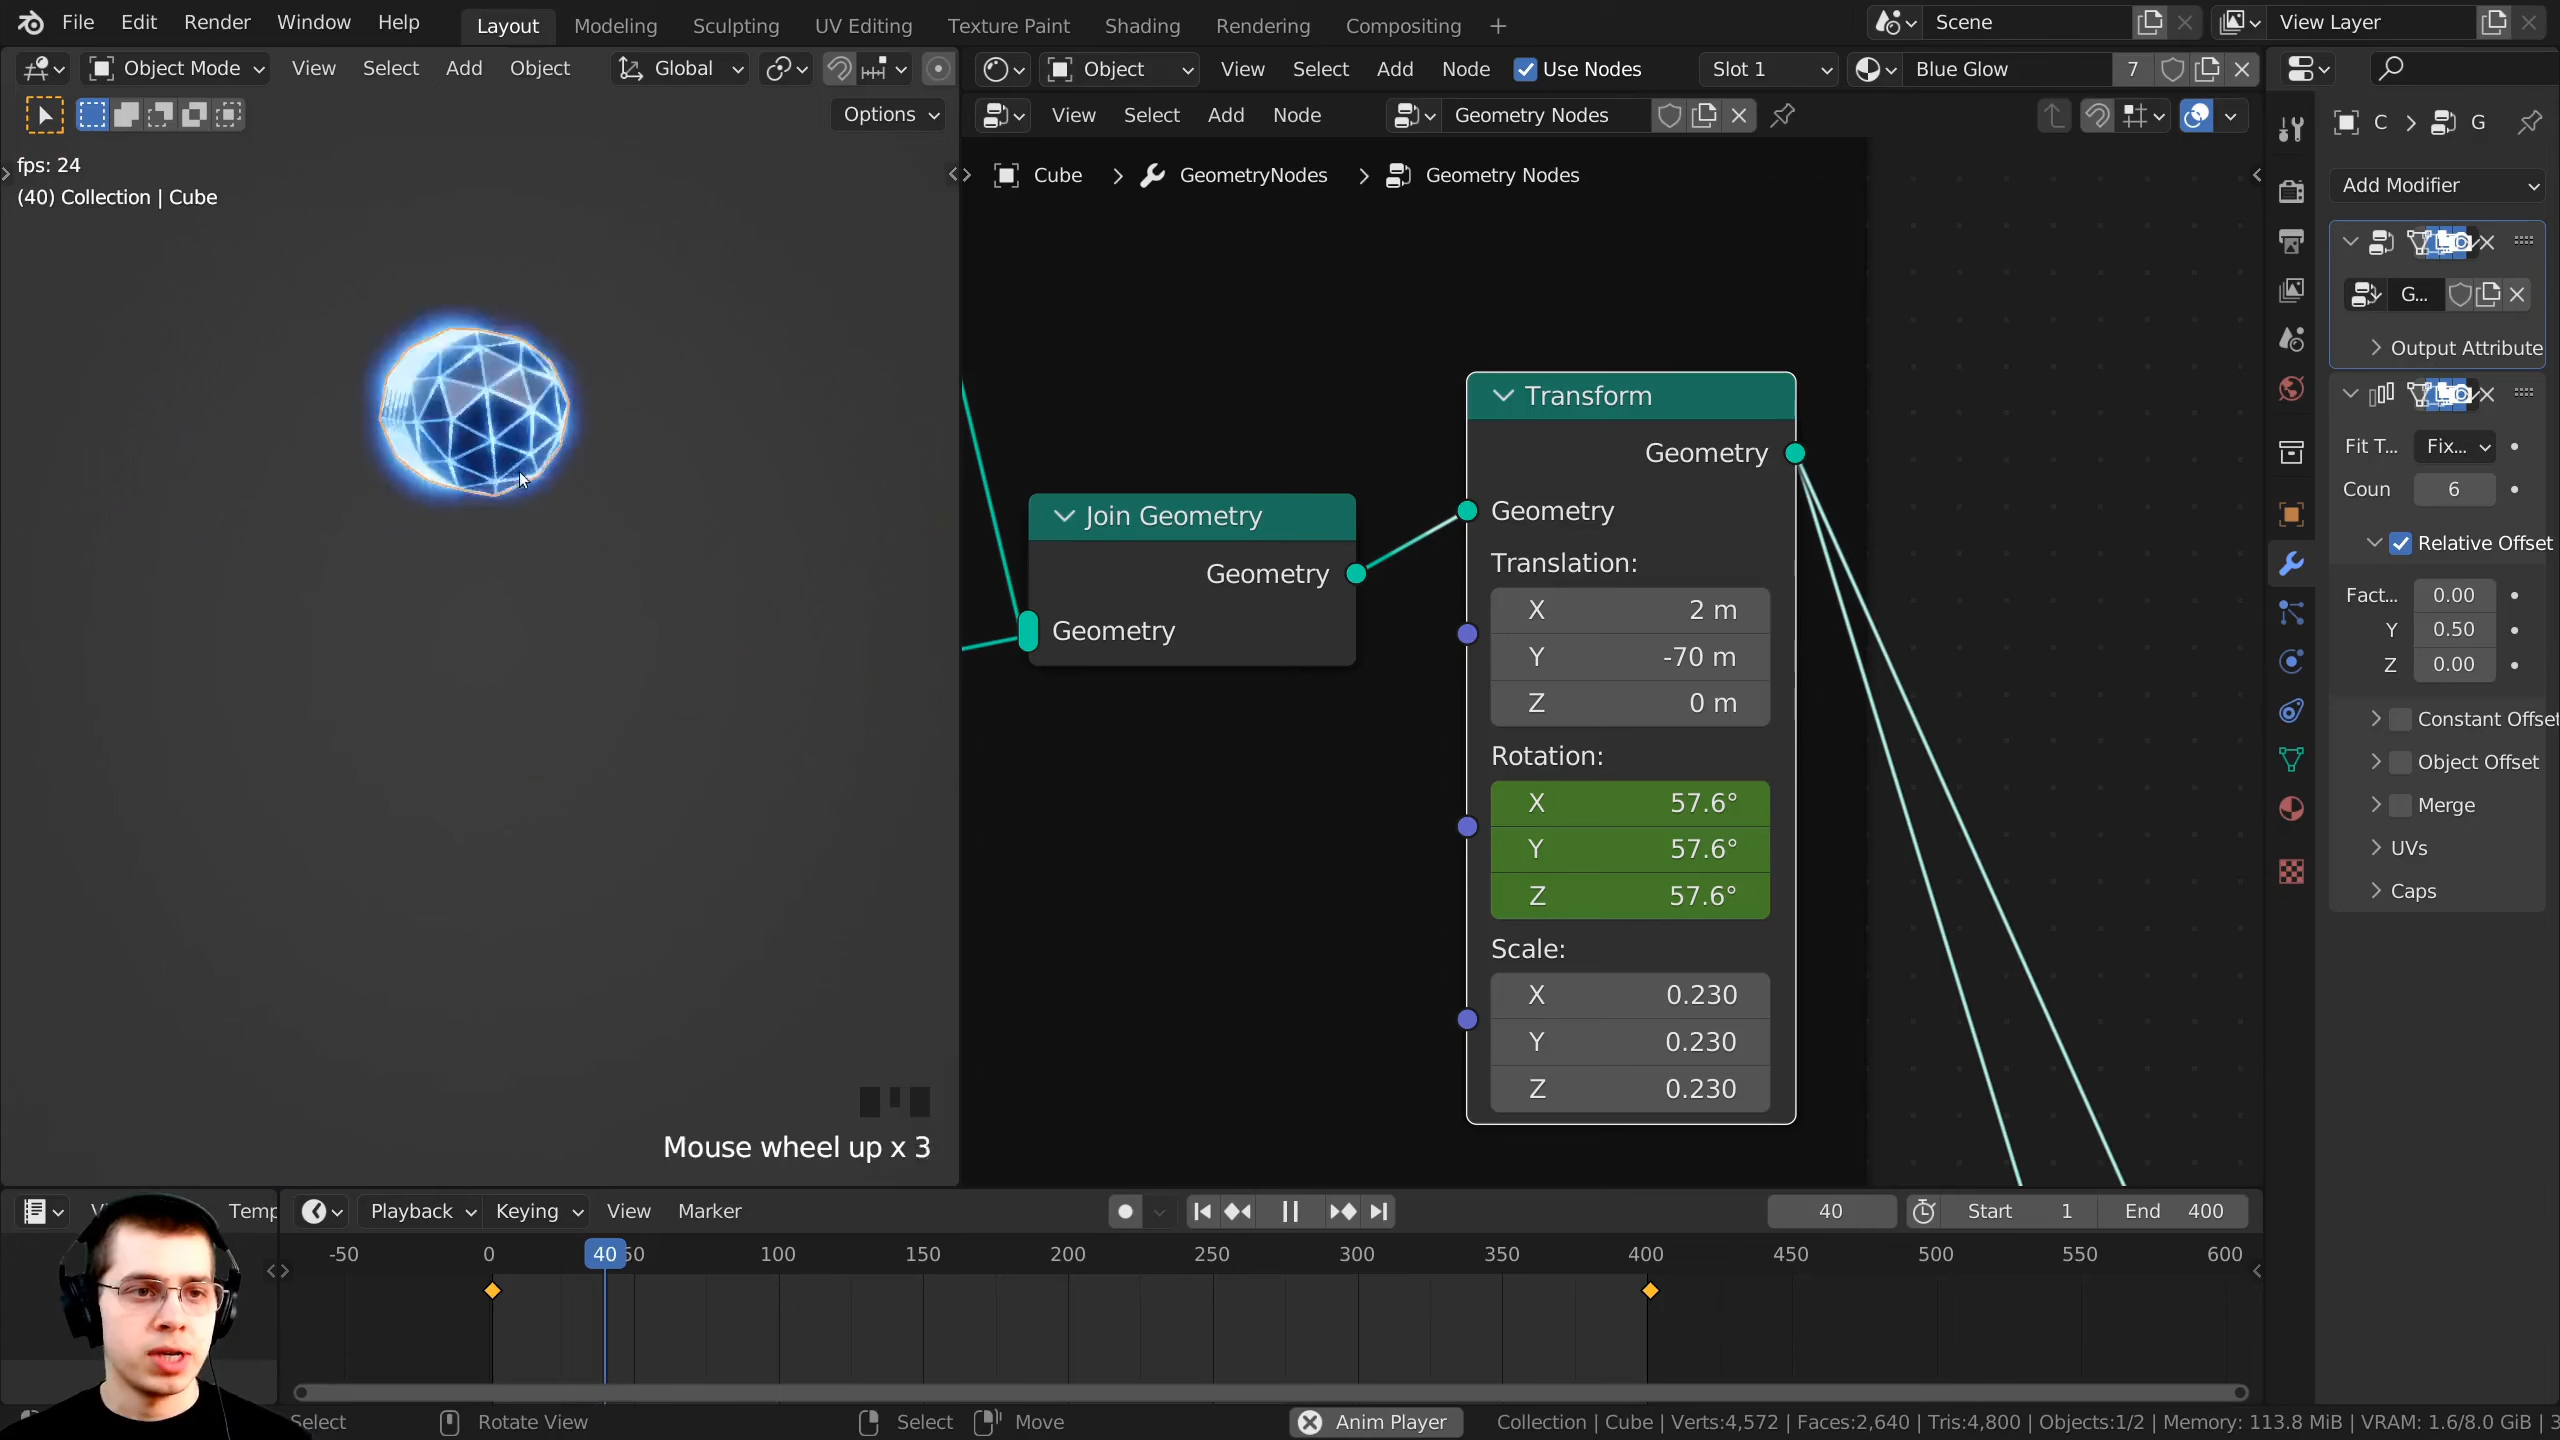 File Edit Render Window Help Layout Modeling Sculpting UV Editing Texture Paint Shading Rendering Compositing + Scene View Layer
Object Mode View Select Add Object Global Object View Select Add Node Use Nodes Slot 1 Blue Glow 7
Options View Select Add Node Geometry Nodes
C > G
fps: 24
(40) Collection | Cube
Cube > GeometryNodes > Geometry Nodes
Add Modifier
G...
Output Attribute
Fit T... Fix...
Coun 6
Relative Offset
Fact... 0.00
Y 0.50
Z 0.00
Constant Offse
Object Offset
Merge
UVs
Caps
Join Geometry
Geometry
Geometry
Transform
Geometry
Geometry
Translation:
X 2 m
Y -70 m
Z 0 m
Rotation:
X 57.6°
Y 57.6°
Z 57.6°
Scale:
X 0.230
Y 0.230
Z 0.230
Mouse wheel up x 3
Temp Playback Keying View Marker 40 Start 1 End 400
-50 0 40 50 100 150 200 250 300 350 400 450 500 550 600
Select Rotate View Select Move Anim Player Collection | Cube | Verts:4,572 | Faces:2,640 | Tris:4,800 | Objects:1/2 | Memory: 113.8 MiB | VRAM: 1.6/8.0 GiB | 3